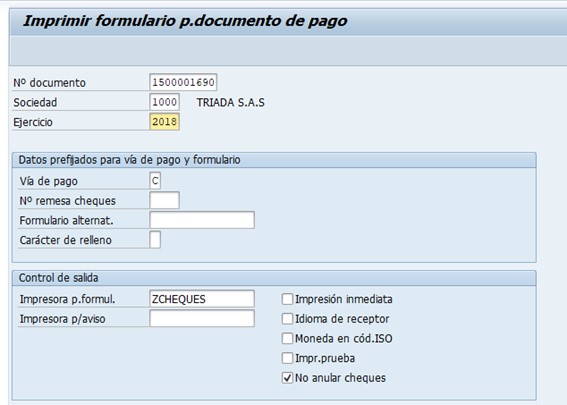 Imprimir formulario p.documento de pago
Nº documento 1500001690
Sociedad 1000 TRIADA S.A.S
Ejercicio 2018
Datos prefijados para vía de pago y formulario
Vía de pago C
Nº remesa cheques
Formulario alternat.
Carácter de relleno
Control de salida
Impresora p.formul. ZCHEQUES Impresión inmediata
Impresora p/aviso Idioma de receptor
Moneda en cód.ISO
Impr.prueba
No anular cheques